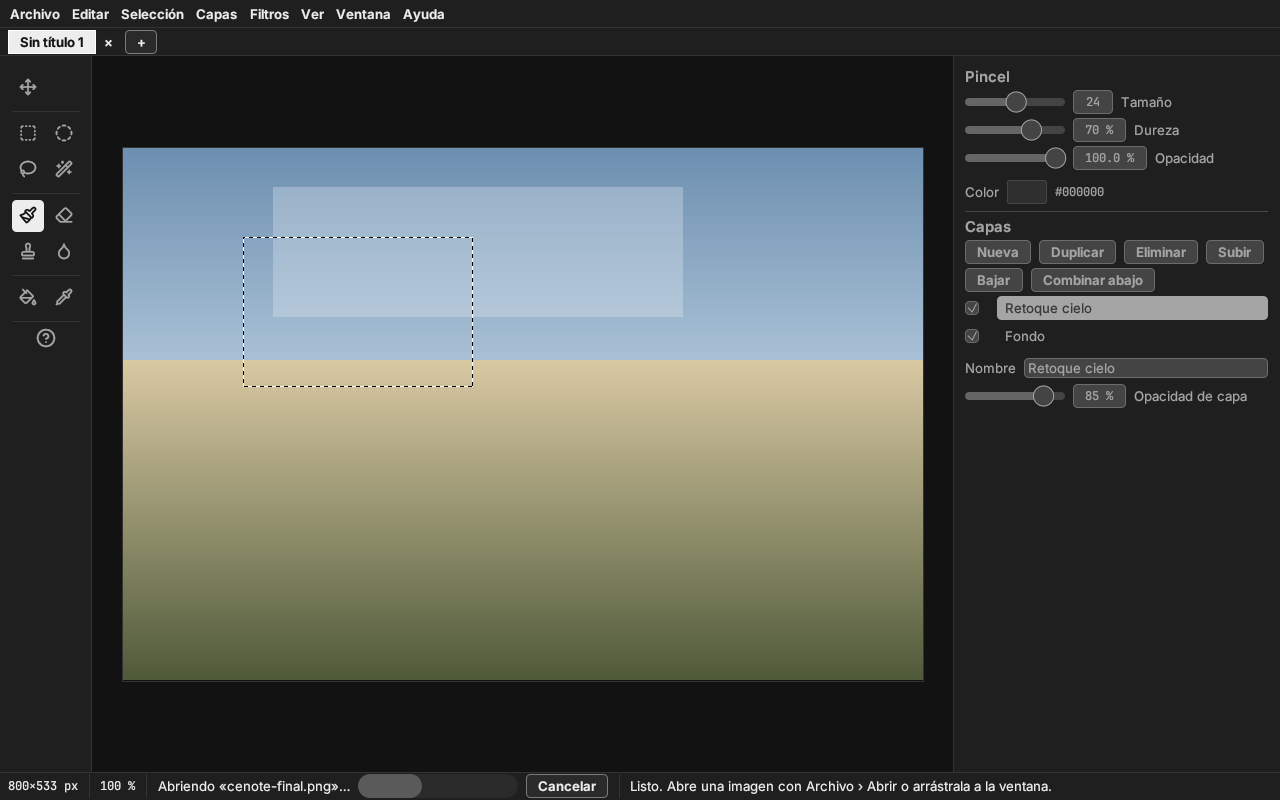 Archivo Editar Selección Capas Filtros Ver Ventana Ayuda
Sin título 1 × +
Pincel
24 Tamaño
70 % Dureza
100.0 % Opacidad
Color #000000
Capas
Nueva Duplicar Eliminar Subir
Bajar Combinar abajo
Retoque cielo
Fondo
Nombre Retoque cielo
85 % Opacidad de capa
800×533 px 100 % Abriendo «cenote-final.png»... Cancelar Listo. Abre una imagen con Archivo › Abrir o arrástrala a la ventana.